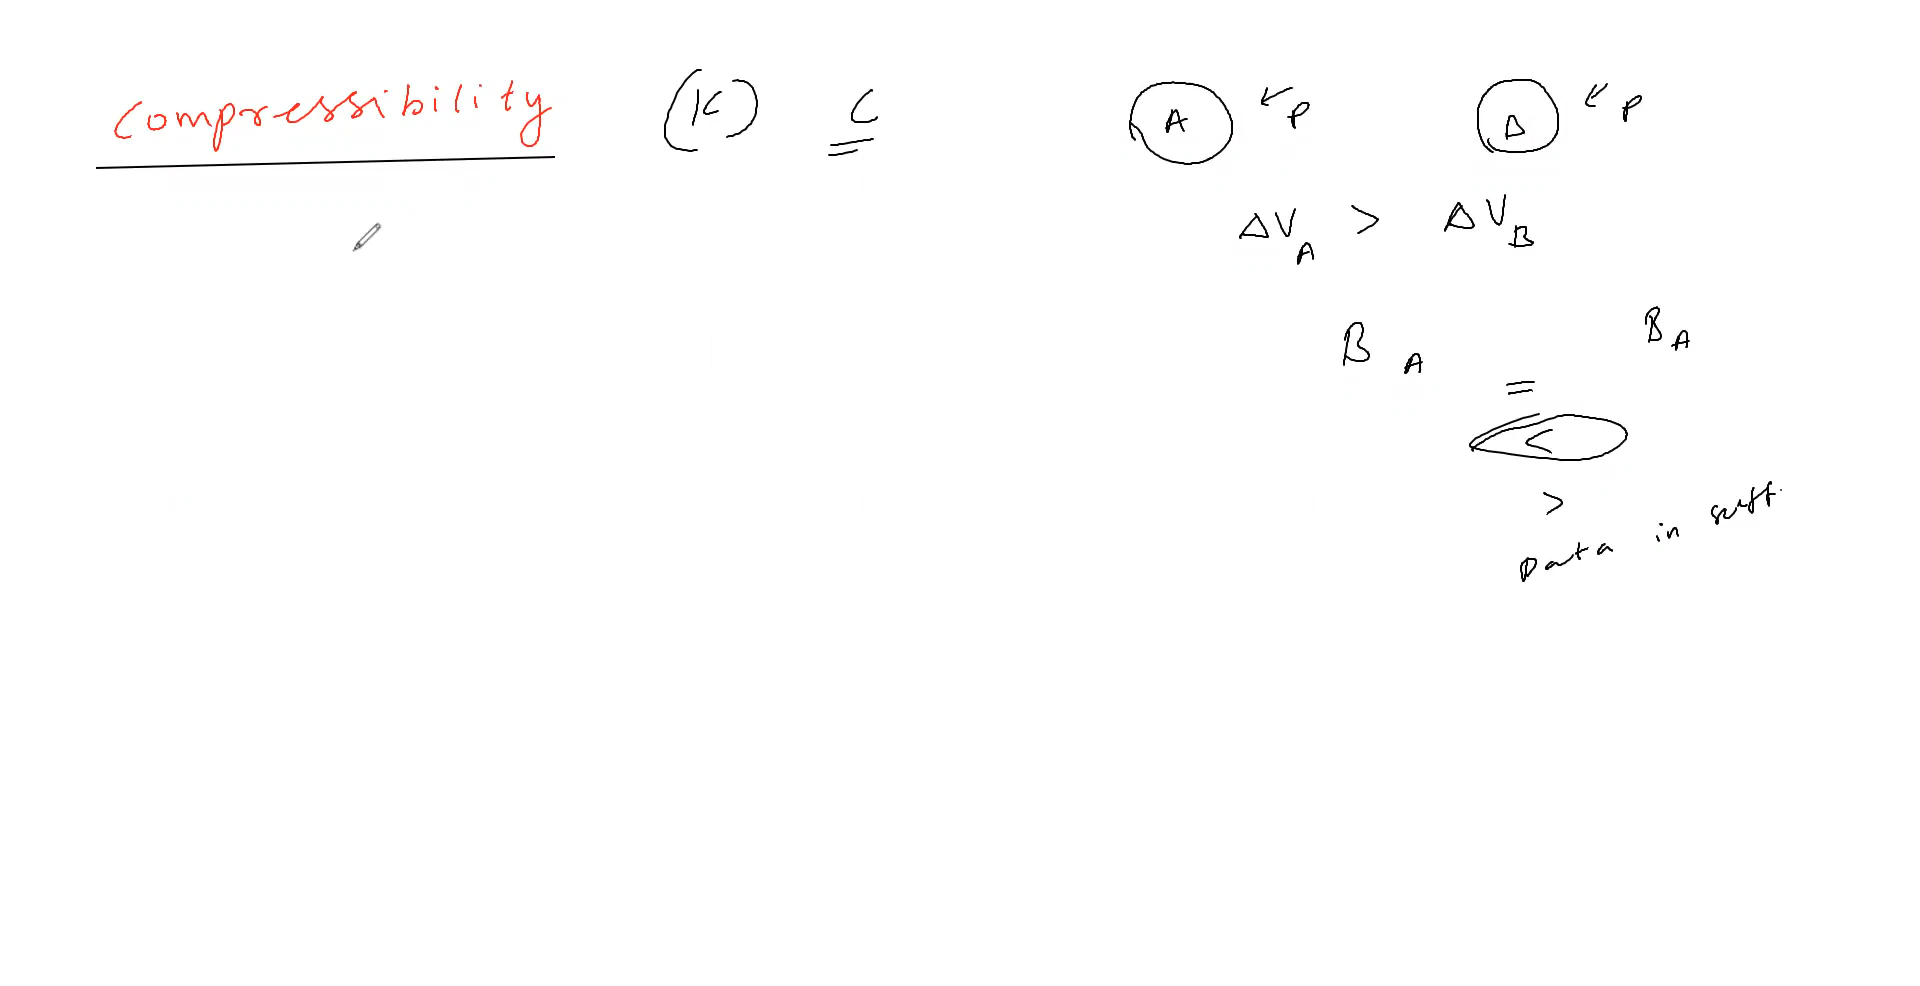 Compressibility (K) C
A ← P B ← P
ΔV_A > ΔV_B
B_A B_A
=
<
>
Data in suff.